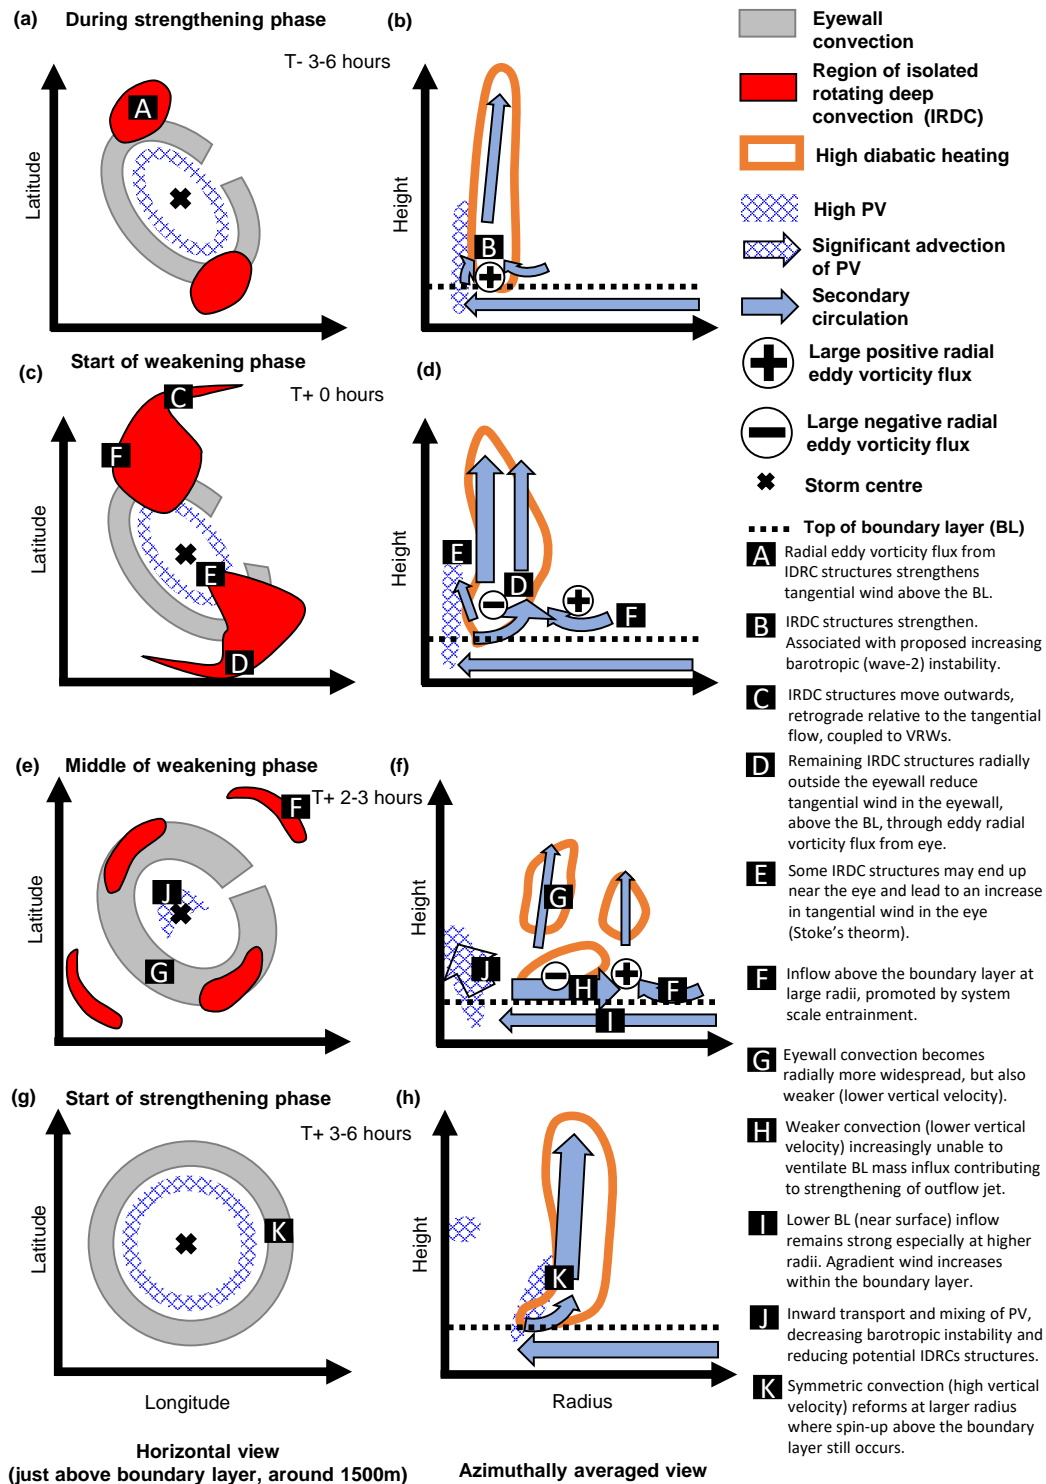 (a) During strengthening phase
(b)
T- 3-6 hours
Latitude
A
Height
B
Eyewall
convection
Region of isolated
rotating deep
convection (IRDC)
High diabatic heating
High PV
Significant advection
of PV
Secondary
circulation
Large positive radial
eddy vorticity flux
Large negative radial
eddy vorticity flux
Storm centre
Top of boundary layer (BL)
(c) Start of weakening phase
(d)
T+ 0 hours
Latitude
C
F
E
D
Height
E
D
F
(e) Middle of weakening phase
(f)
T+ 2-3 hours
Latitude
F
J
G
Height
G
J
H
F
I
(g) Start of strengthening phase
(h)
T+ 3-6 hours
Latitude
K
Height
K
Longitude
Radius
Horizontal view
(just above boundary layer, around 1500m)
Azimuthally averaged view
A Radial eddy vorticity flux from
IDRC structures strengthens
tangential wind above the BL.
B IRDC structures strengthen.
Associated with proposed increasing
barotropic (wave-2) instability.
C IRDC structures move outwards,
retrograde relative to the tangential
flow, coupled to VRWs.
D Remaining IRDC structures radially
outside the eyewall reduce
tangential wind in the eyewall,
above the BL, through eddy radial
vorticity flux from eye.
E Some IRDC structures may end up
near the eye and lead to an increase
in tangential wind in the eye
(Stoke's theorm).
F Inflow above the boundary layer at
large radii, promoted by system
scale entrainment.
G Eyewall convection becomes
radially more widespread, but also
weaker (lower vertical velocity).
H Weaker convection (lower vertical
velocity) increasingly unable to
ventilate BL mass influx contributing
to strengthening of outflow jet.
I Lower BL (near surface) inflow
remains strong especially at higher
radii. Agradient wind increases
within the boundary layer.
J Inward transport and mixing of PV,
decreasing barotropic instability and
reducing potential IDRCs structures.
K Symmetric convection (high vertical
velocity) reforms at larger radius
where spin-up above the boundary
layer still occurs.